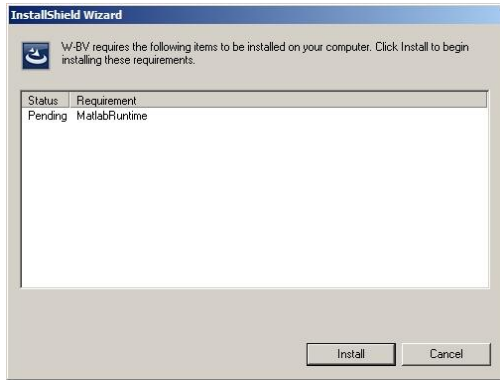 InstallShield Wizard
W-BV requires the following items to be installed on your computer. Click Install to begin
installing these requirements.
Status Requirement
Pending MatlabRuntime
Install Cancel